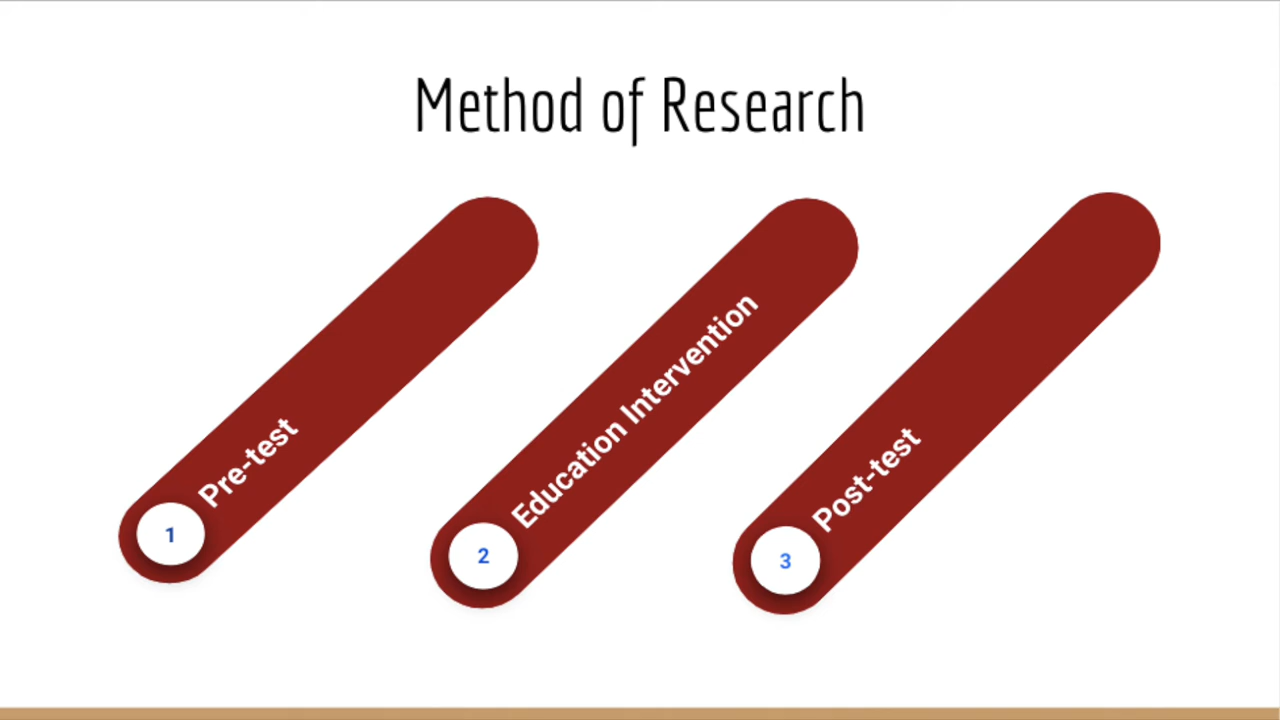 Method of Research
1
Pre-test
2
Education Intervention
3
Post-test